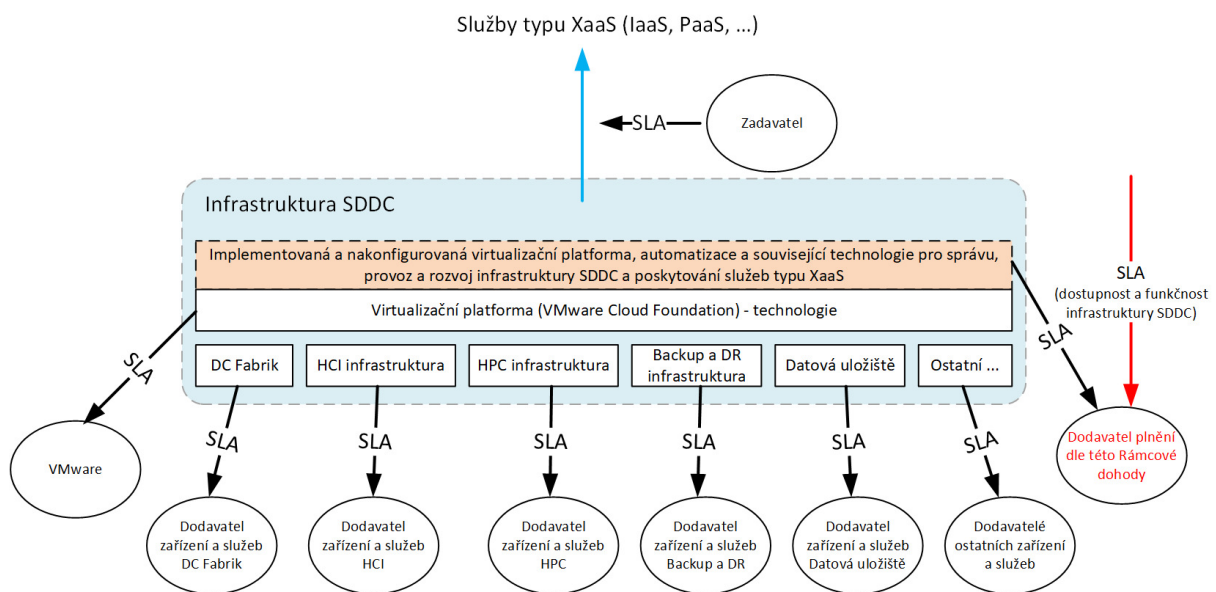 Služby typu XaaS (IaaS, PaaS, ...)
SLA
Zadavatel
Infrastruktura SDDC
Implementovaná a nakonfigurovaná virtualizační platforma, automatizace a související technologie pro správu,
provoz a rozvoj infrastruktury SDDC a poskytování služeb typu XaaS
Virtualizační platforma (VMware Cloud Foundation) - technologie
SLA
(dostupnost a funkčnost
infrastruktury SDDC)
SLA
SLA
DC Fabrik
HCI infrastruktura
HPC infrastruktura
Backup a DR
infrastruktura
Datová uložiště
Ostatní ...
SLA
SLA
SLA
SLA
SLA
SLA
VMware
Dodavatel plnění
dle této Rámcové
dohody
Dodavatel
zařízení a služeb
DC Fabrik
Dodavatel
zařízení a služeb
HCI
Dodavatel
zařízení a služeb
HPC
Dodavatel
zařízení a služeb
Backup a DR
Dodavatel
zařízení a služeb
Datová uložiště
Dodavatelé
ostatních zařízení
a služeb